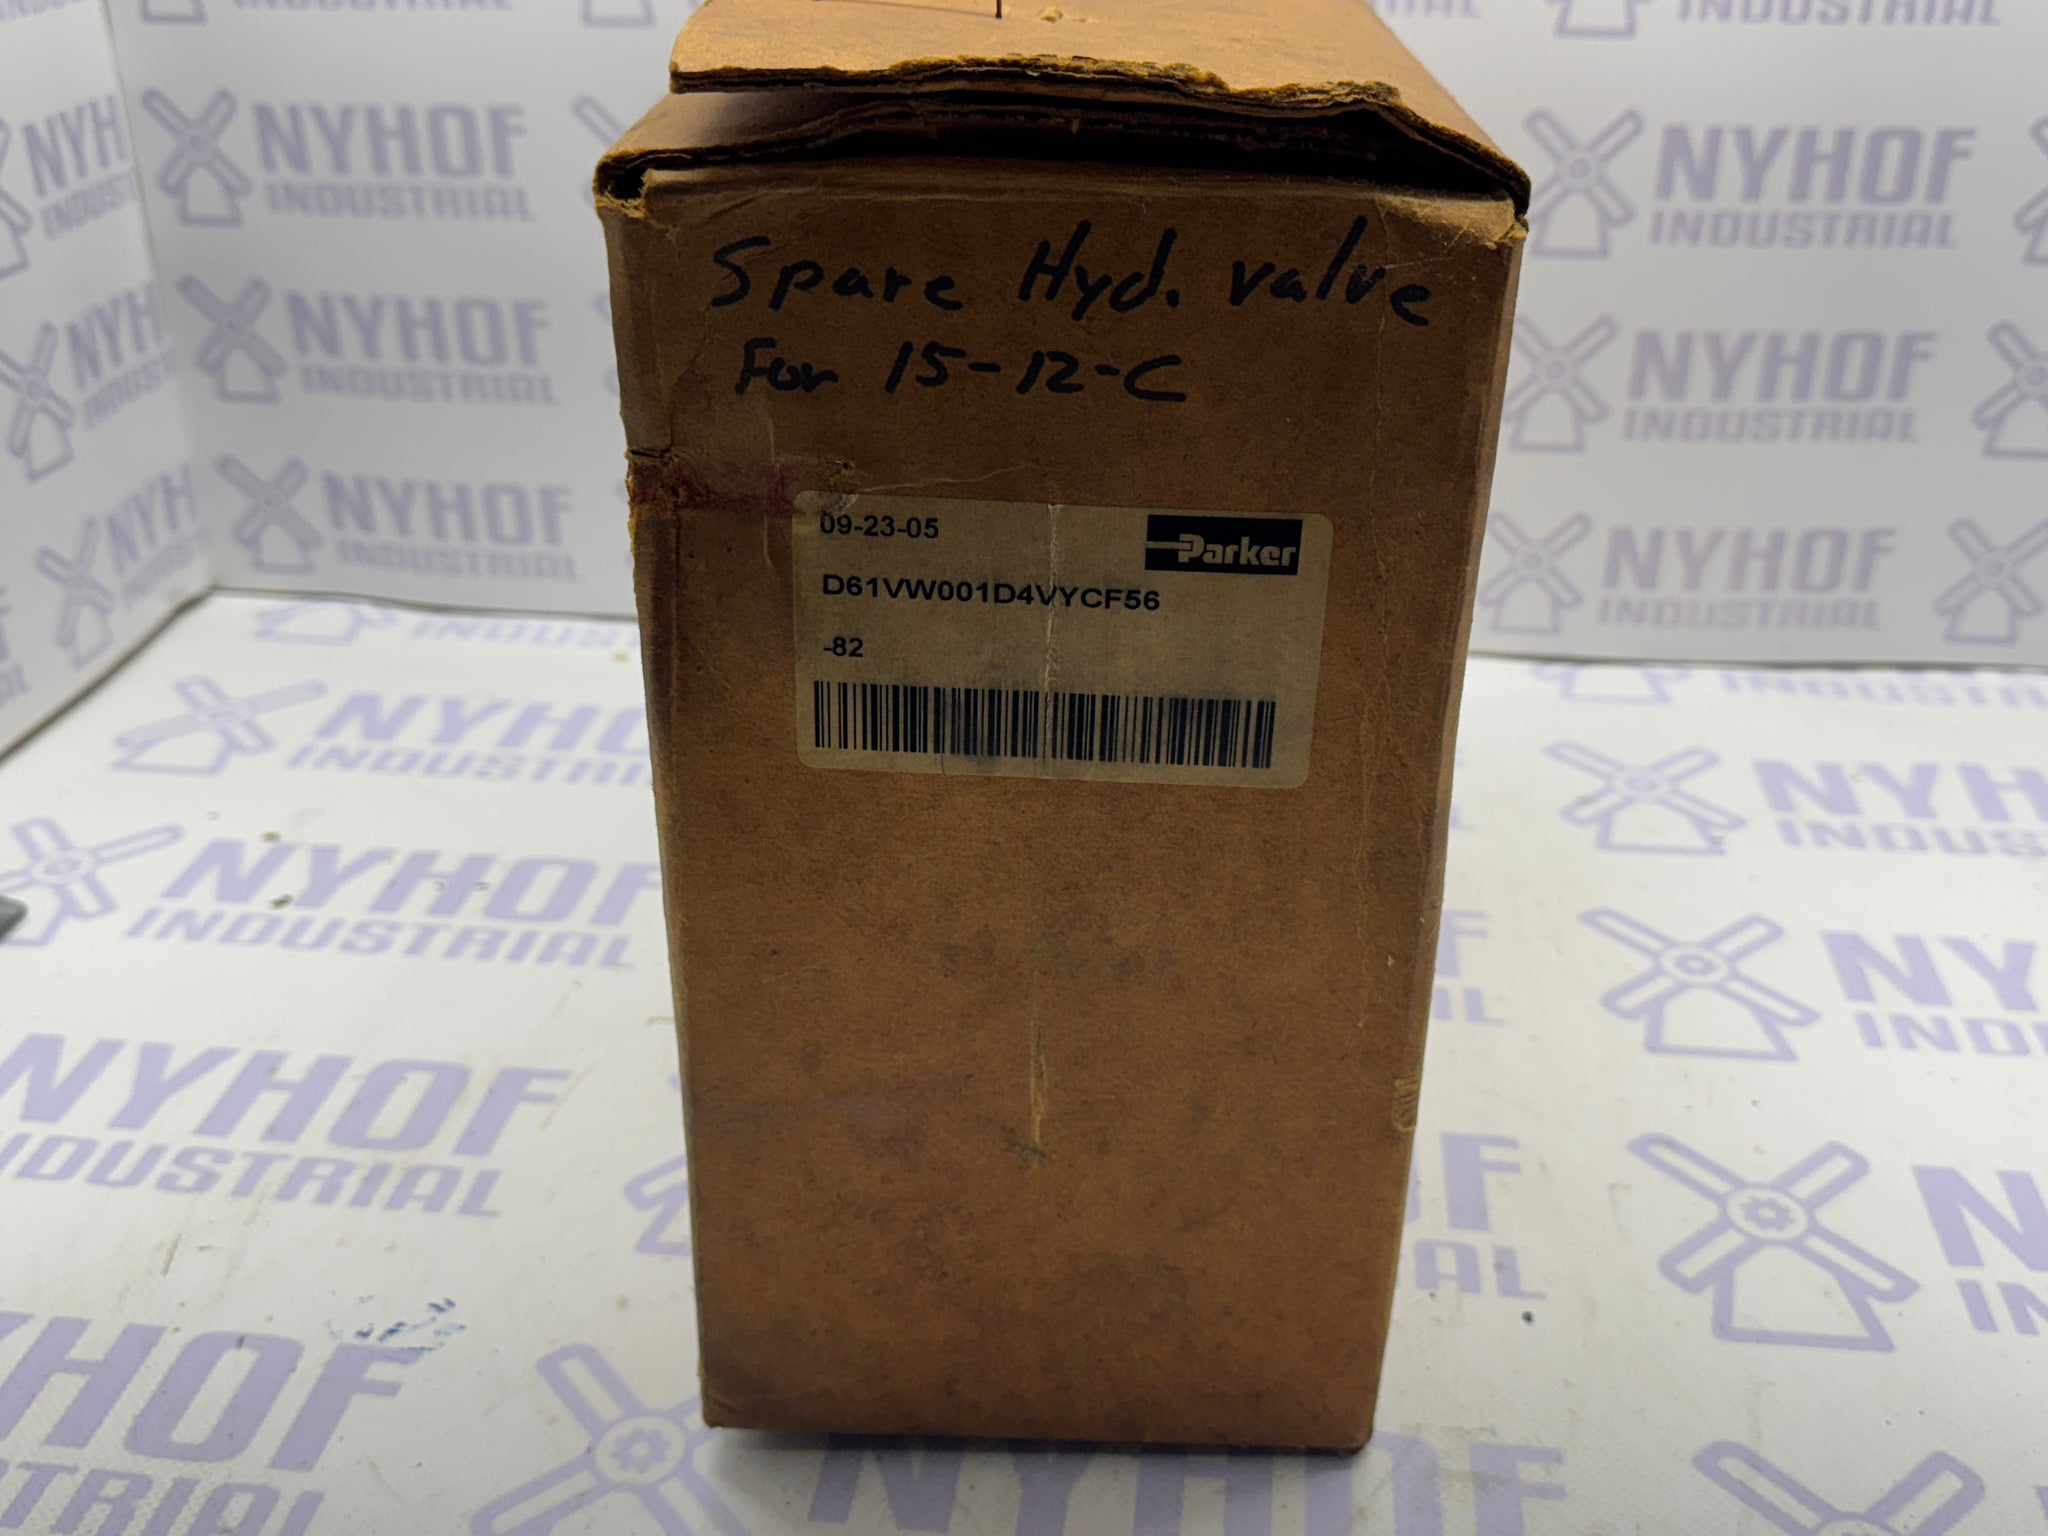 Spare Hyd. valve
For 15-12-C
09-23-05
Parker
D61VW001D4VYCF56
-82
NYHOF
INDUSTRIAL